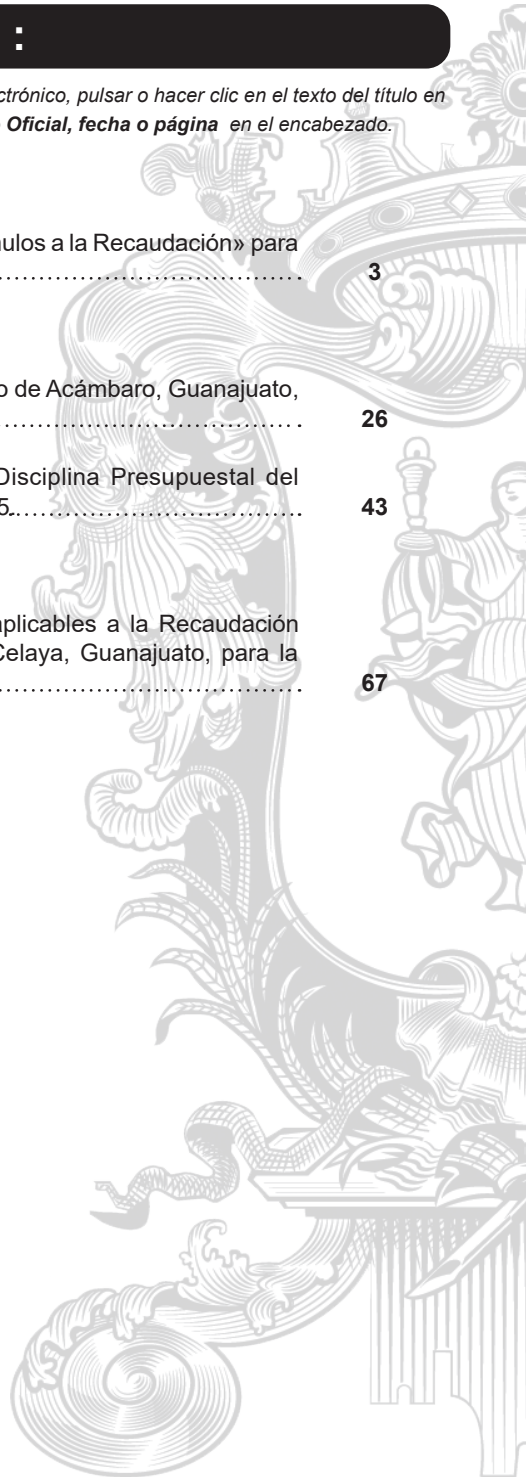 :
ctrónico, pulsar o hacer clic en el texto del título en
Oficial, fecha o página en el encabezado.
ulos a la Recaudación» para
........................................ 3
o de Acámbaro, Guanajuato,
........................................ 26
Disciplina Presupuestal del
5........................................ 43
aplicables a la Recaudación
Celaya, Guanajuato, para la
........................................ 67